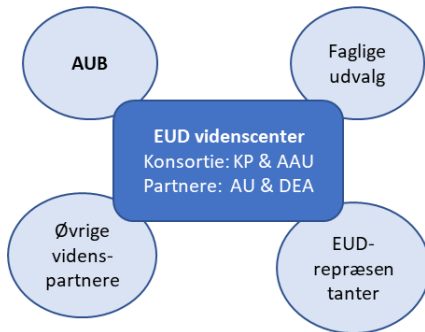 AUB
Faglige
udvalg
EUD videnscenter
Konsortie: KP & AAU
Partnere: AU & DEA
Øvrige
videns-
partnere
EUD-
repræsen
tanter